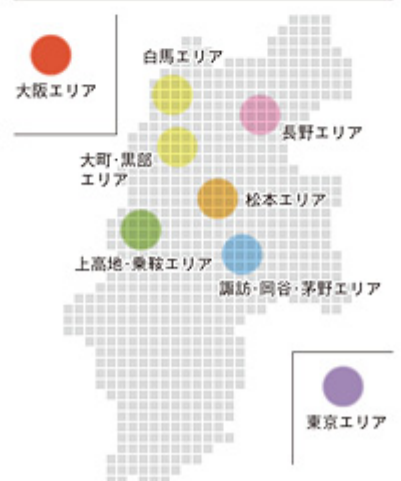 大阪エリア
白馬エリア
長野エリア
大町･黒部
エリア
松本エリア
上高地･乗鞍エリア
諏訪･岡谷･茅野エリア
東京エリア